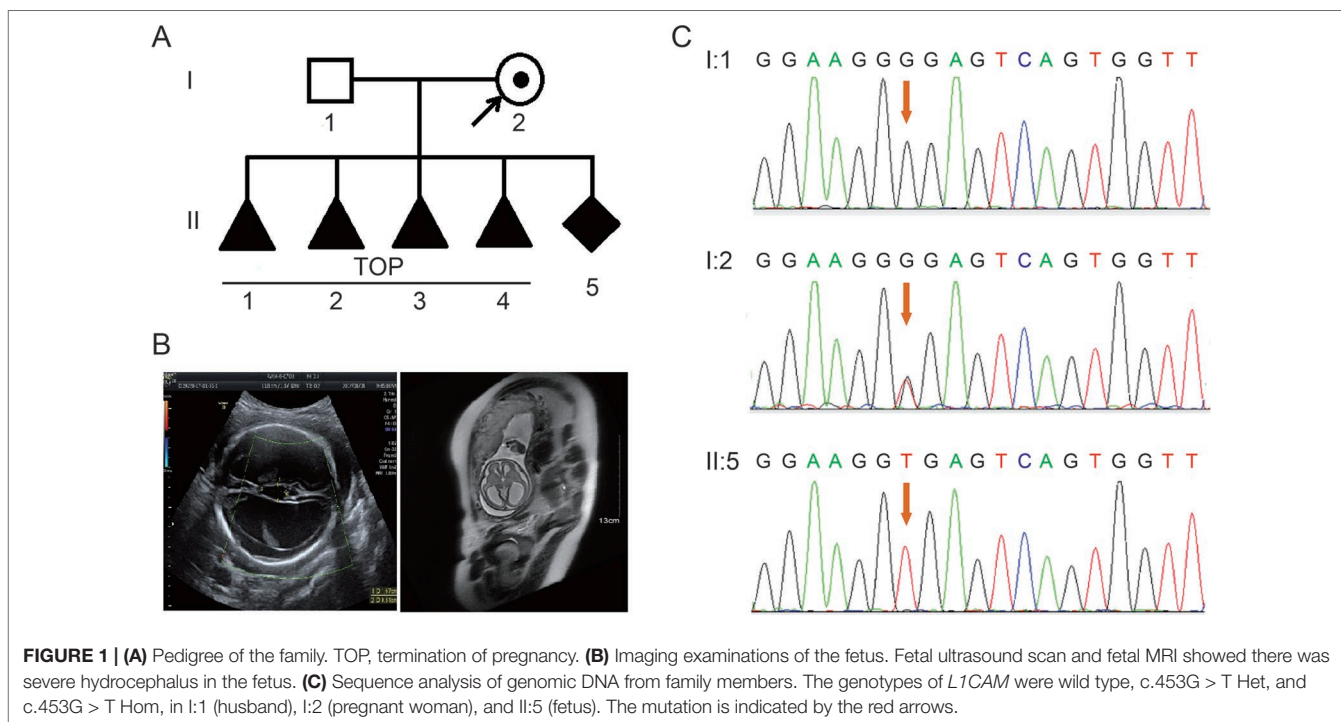 A
I
1
2
II
TOP
1
2
3
4
5
B
13cm
C
I:1
G G A A G G G G A G T C A G T G G T T
I:2
G G A A G G G G A G T C A G T G G T T
II:5
G G A A G G T G A G T C A G T G G T T
FIGURE 1 | (A) Pedigree of the family. TOP, termination of pregnancy. (B) Imaging examinations of the fetus. Fetal ultrasound scan and fetal MRI showed there was
severe hydrocephalus in the fetus. (C) Sequence analysis of genomic DNA from family members. The genotypes of L1CAM were wild type, c.453G > T Het, and
c.453G > T Hom, in I:1 (husband), I:2 (pregnant woman), and II:5 (fetus). The mutation is indicated by the red arrows.